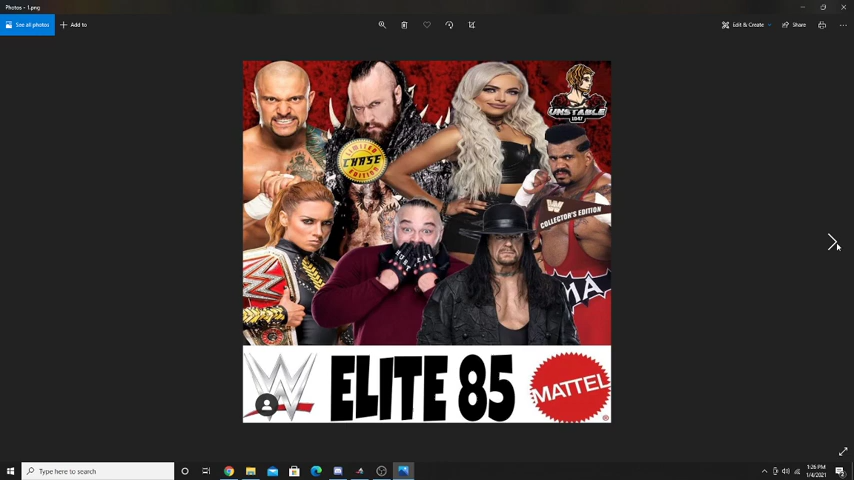 Photos - 1.png
See all photos
Add to
Edit & Create
Share
UNSTABLE
1047
LIMITED
CHASE
EDITION
W
COLLECTOR'S EDITION
MA
W ELITE 85 MATTEL
®
Type here to search
1:26 PM
1/4/2021